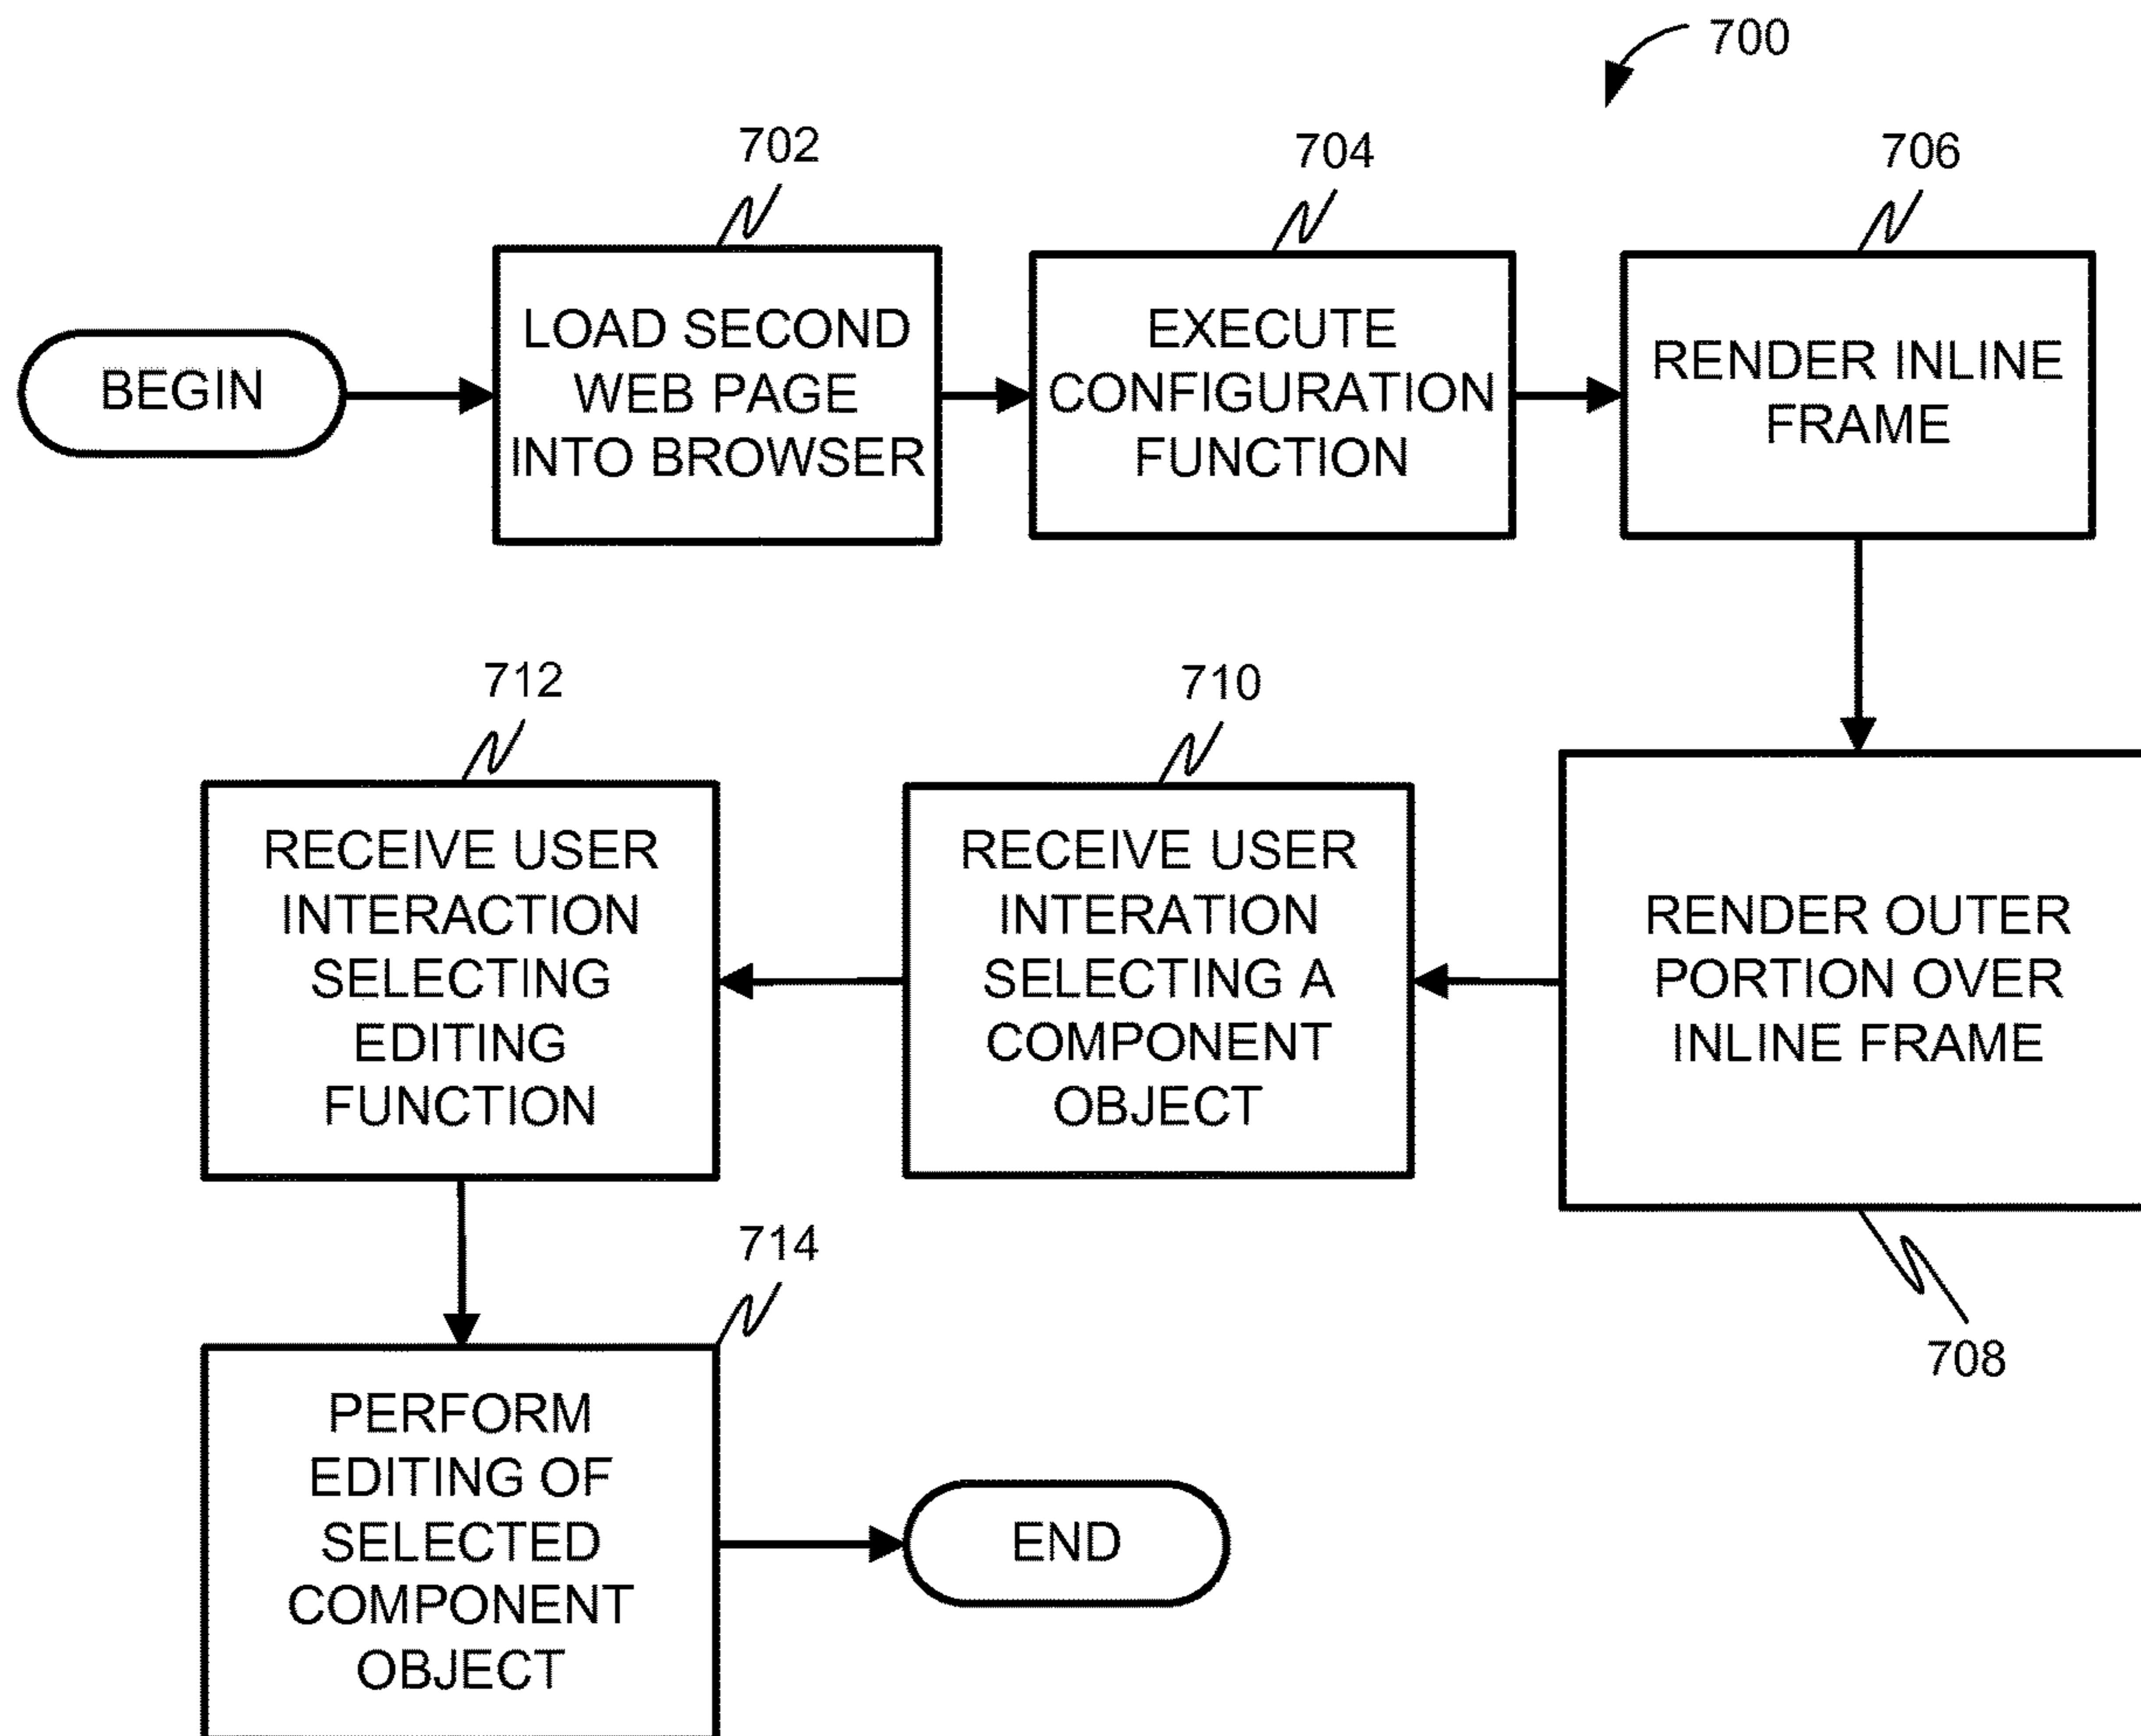 700
702
704
706
BEGIN
LOAD SECOND
WEB PAGE
INTO BROWSER
EXECUTE
CONFIGURATION
FUNCTION
RENDER INLINE
FRAME
708
RENDER OUTER
PORTION OVER
INLINE FRAME
710
RECEIVE USER
INTERATION
SELECTING A
COMPONENT
OBJECT
712
RECEIVE USER
INTERACTION
SELECTING
EDITING
FUNCTION
714
PERFORM
EDITING OF
SELECTED
COMPONENT
OBJECT
END